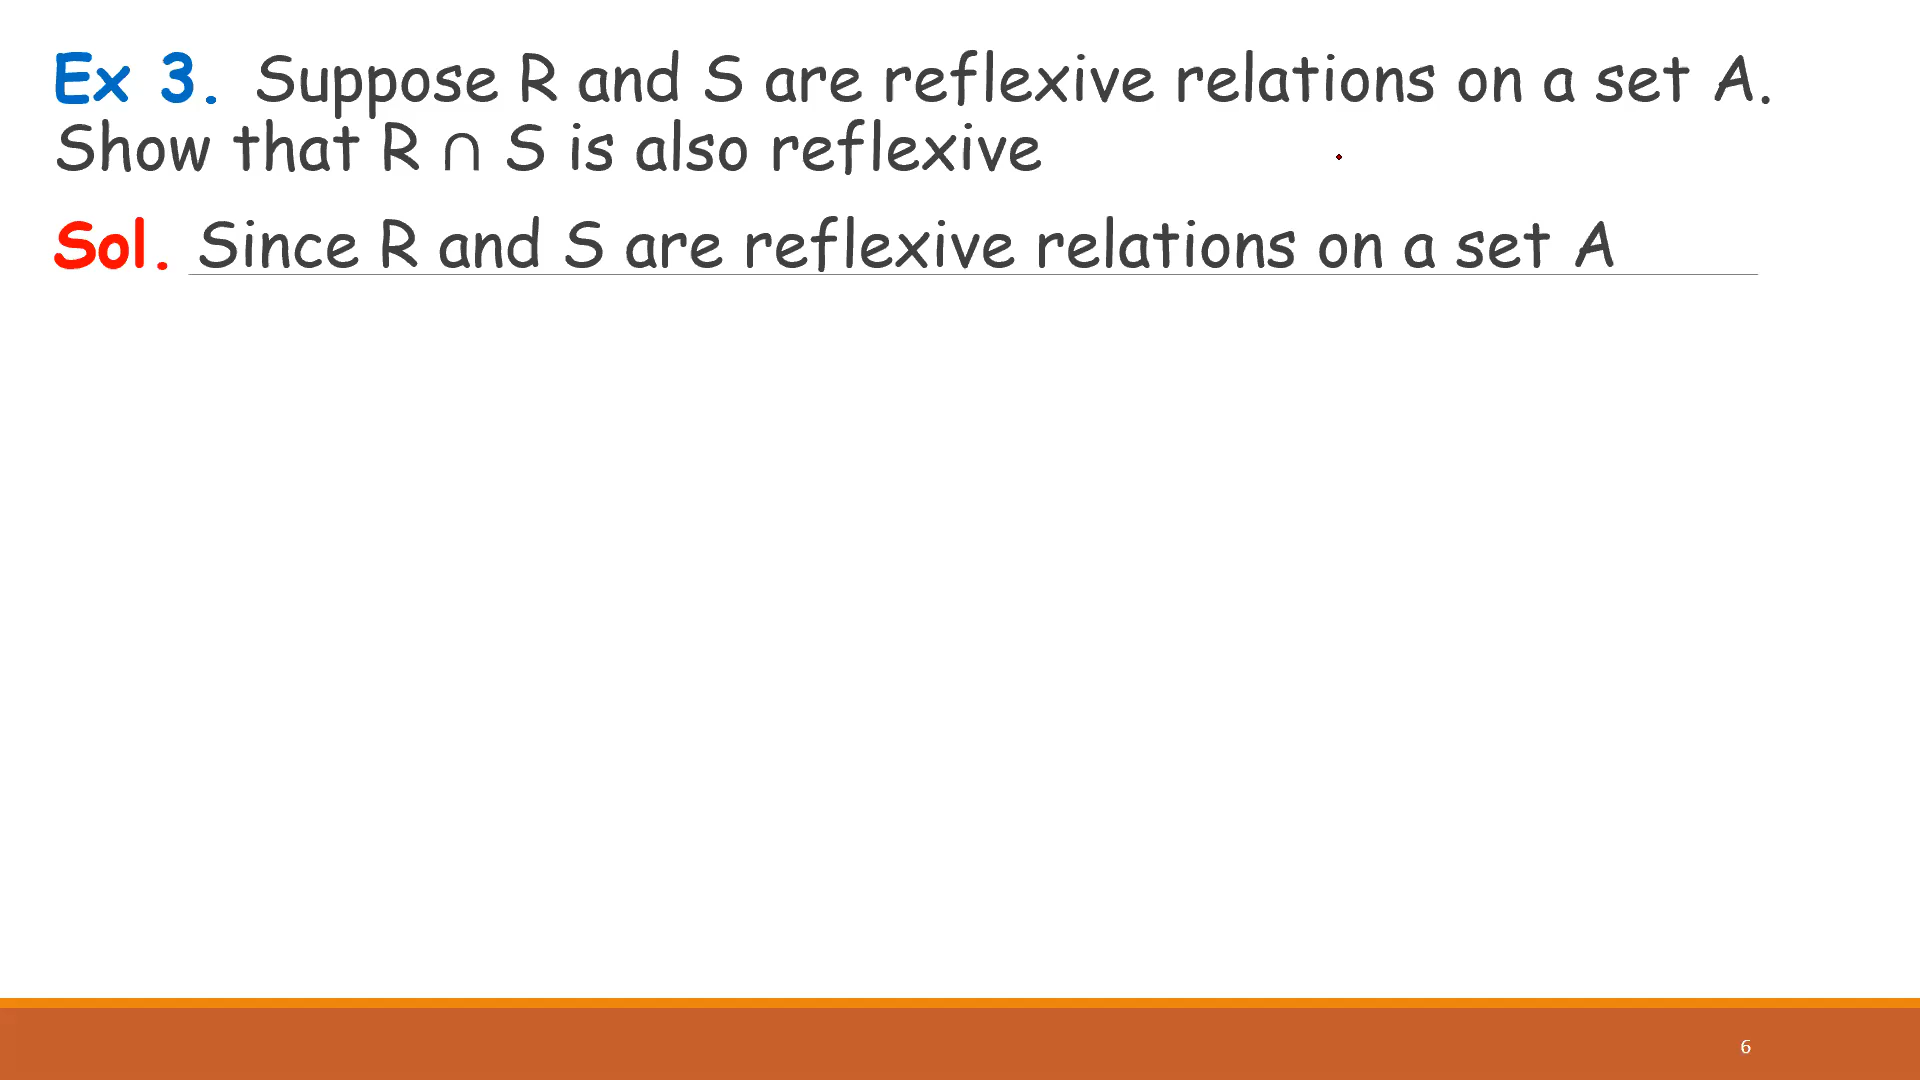 Ex 3. Suppose R and S are reflexive relations on a set A.
Show that R ∩ S is also reflexive
Sol. Since R and S are reflexive relations on a set A
6